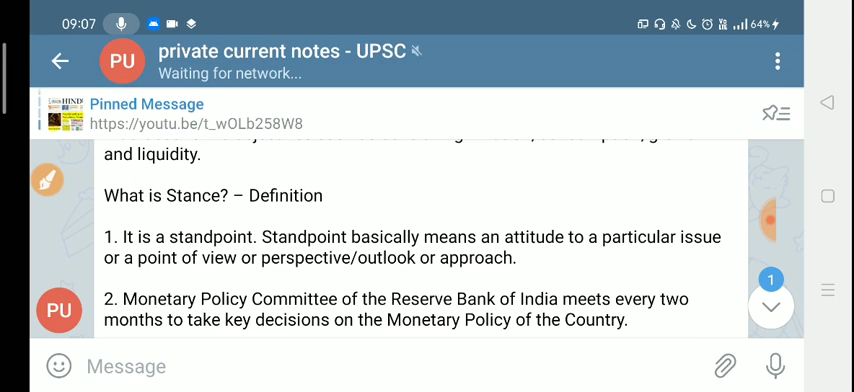 09:07
64%
PU
private current notes - UPSC
Waiting for network...
Pinned Message
https://youtu.be/t_wOLb258W8
and liquidity.
What is Stance? – Definition
1. It is a standpoint. Standpoint basically means an attitude to a particular issue
or a point of view or perspective/outlook or approach.
1
PU
2. Monetary Policy Committee of the Reserve Bank of India meets every two
months to take key decisions on the Monetary Policy of the Country.
Message